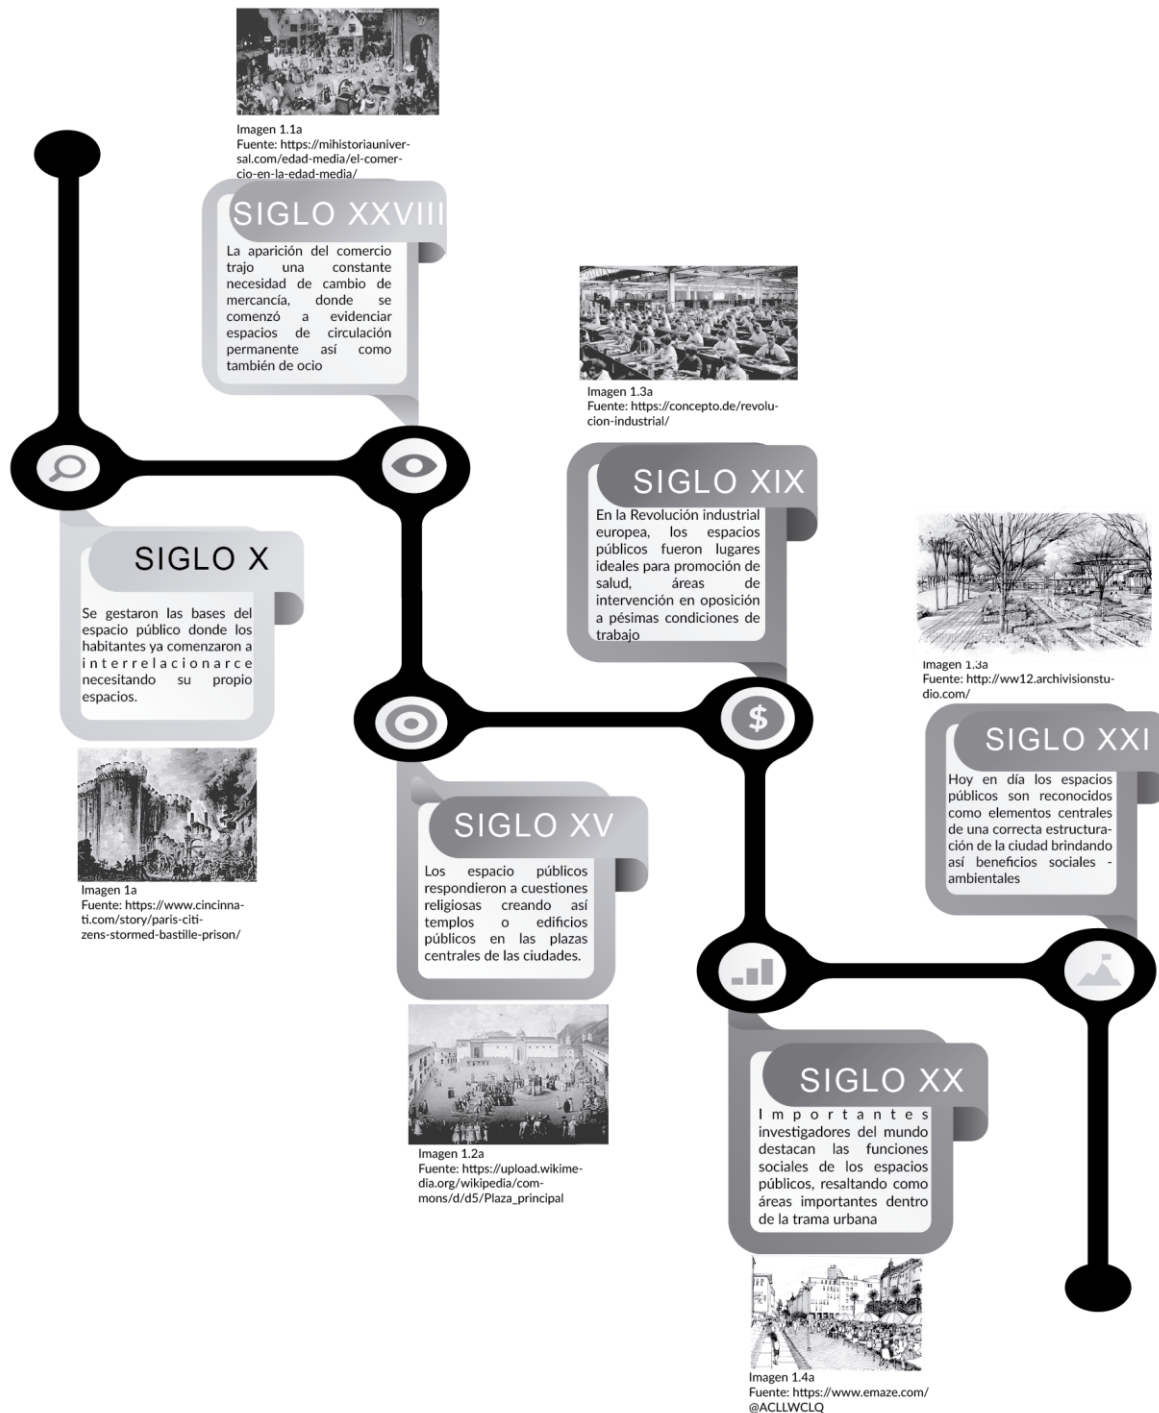 Imagen 1.1a
Fuente: https://mihistoriauniver-
sal.com/edad-media/el-comer-
cio-en-la-edad-media/
SIGLO XXVIII
La aparición del comercio
trajo una constante
necesidad de cambio de
mercancía, donde se
comenzó a evidenciar
espacios de circulación
permanente así como
también de ocio
SIGLO X
Se gestaron las bases del
espacio público donde los
habitantes ya comenzaron a
interrelacionarce
necesitando su propio
espacios.
Imagen 1a
Fuente: https://www.cincinna-
ti.com/story/paris-citi-
zens-stormed-bastille-prison/
Imagen 1.3a
Fuente: https://concepto.de/revolu-
cion-industrial/
SIGLO XIX
En la Revolución industrial
europea, los espacios
públicos fueron lugares
ideales para promoción de
salud, áreas de
intervención en oposición
a pésimas condiciones de
trabajo
$
SIGLO XV
Los espacio públicos
respondieron a cuestiones
religiosas creando así
templos o edificios
públicos en las plazas
centrales de las ciudades.
Imagen 1.2a
Fuente: https://upload.wikime-
dia.org/wikipedia/com-
mons/d/d5/Plaza_principal
Imagen 1.3a
Fuente: http://ww12.archivisionstu-
dio.com/
SIGLO XXI
Hoy en día los espacios
públicos son reconocidos
como elementos centrales
de una correcta estructura-
ción de la ciudad brindando
así beneficios sociales -
ambientales
SIGLO XX
Importantes
investigadores del mundo
destacan las funciones
sociales de los espacios
públicos, resaltando como
áreas importantes dentro
de la trama urbana
Imagen 1.4a
Fuente: https://www.emaze.com/
@ACLLWCLQ